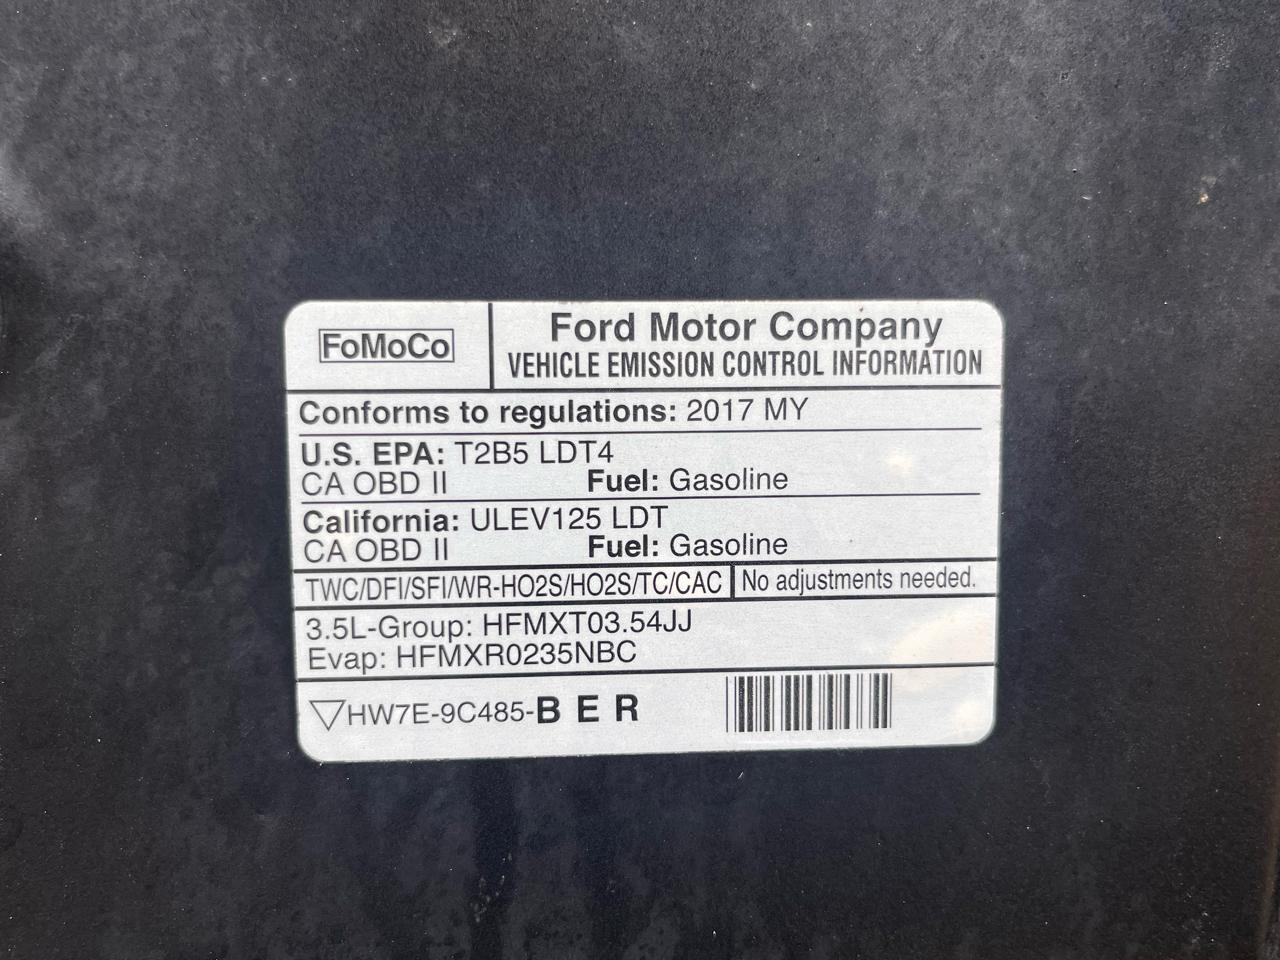 FoMoCo
Ford Motor Company
VEHICLE EMISSION CONTROL INFORMATION
Conforms to regulations: 2017 MY
U.S. EPA: T2B5 LDT4
CA OBD II Fuel: Gasoline
California: ULEV125 LDT
CA OBD II Fuel: Gasoline
TWC/DFI/SFI/WR-HO2S/HO2S/TC/CAC No adjustments needed.
3.5L-Group: HFMXT03.54JJ
Evap: HFMXR0235NBC
HW7E-9C485-B E R